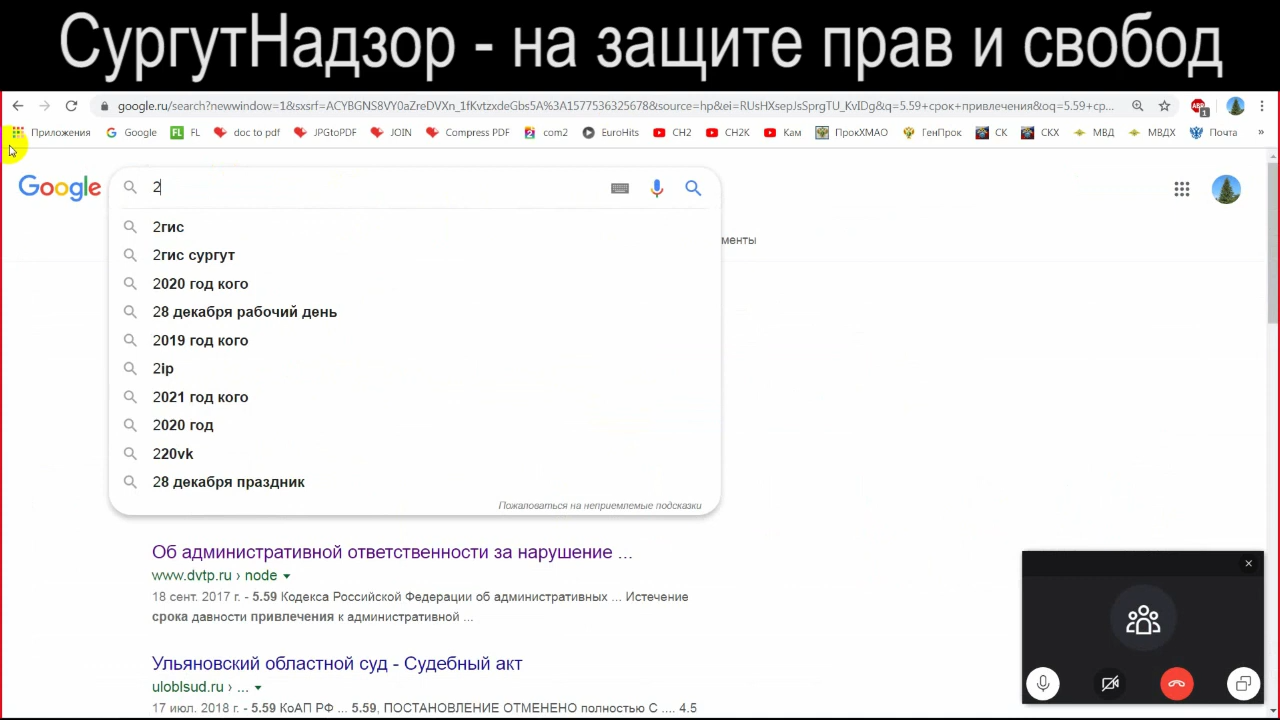 СургутНадзор - на защите прав и свобод
google.ru/search?newwindow=1&sxsrf=ACYBGNS8VY0aZreDVXn_1fKvtzxdeGbs5A%3A1577536325678&source=hp&ei=RUsHXsepJsSprgTU_KvIDg&q=5.59+срок+привлечения&oq=5.59+ср...
Приложения Google FL FL doc to pdf JPGtoPDF JOIN Compress PDF com2 EuroHits СН2 СН2К Кам ПрокХМАО ГенПрок СК СКХ МВД МВДХ Почта »
Google 2
2гис
2гис сургут
менты
2020 год кого
28 декабря рабочий день
2019 год кого
2ip
2021 год кого
2020 год
220vk
28 декабря праздник
Пожаловаться на неприемлемые подсказки
Об административной ответственности за нарушение ...
www.dvtp.ru › node
18 сент. 2017 г. - 5.59 Кодекса Российской Федерации об административных ... Истечение
срока давности привлечения к административной ...
Ульяновский областной суд - Судебный акт
uloblsud.ru › ...
17 июл. 2018 г. - 5.59 КоАП РФ ... 5.59, ПОСТАНОВЛЕНИЕ ОТМЕНЕНО полностью С .... 4.5